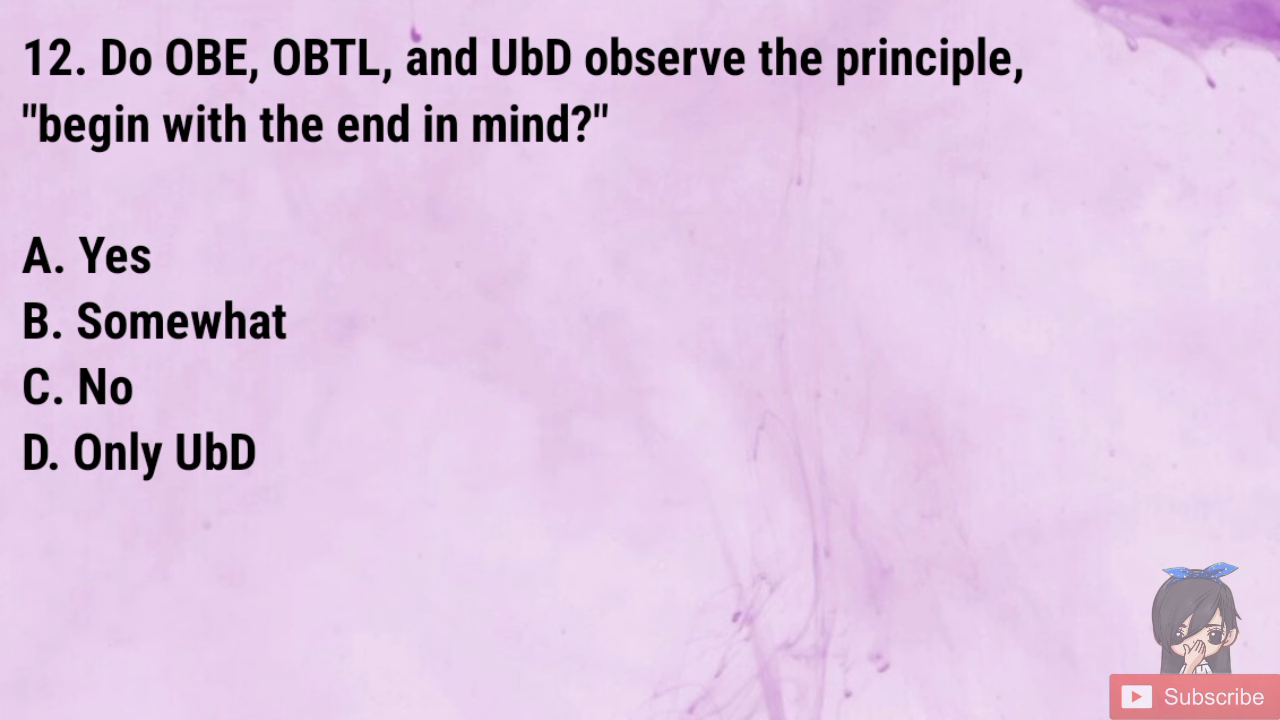 12. Do OBE, OBTL, and UbD observe the principle,
"begin with the end in mind?"
A. Yes
B. Somewhat
C. No
D. Only UbD
Subscribe